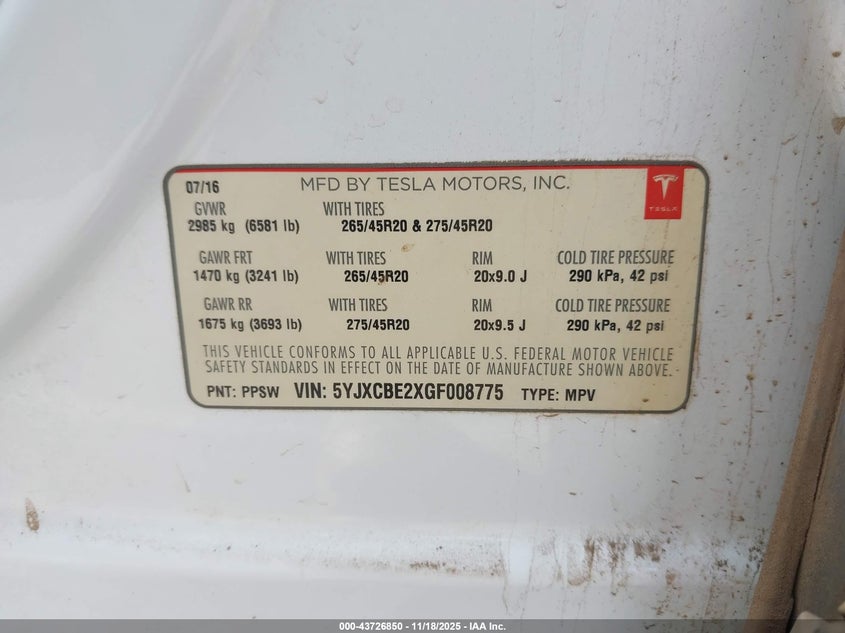 07/16 MFD BY TESLA MOTORS, INC.
TESLA
GVWR WITH TIRES
2985 kg (6581 lb) 265/45R20 & 275/45R20
GAWR FRT WITH TIRES RIM COLD TIRE PRESSURE
1470 kg (3241 lb) 265/45R20 20x9.0 J 290 kPa, 42 psi
GAWR RR WITH TIRES RIM COLD TIRE PRESSURE
1675 kg (3693 lb) 275/45R20 20x9.5 J 290 kPa, 42 psi
THIS VEHICLE CONFORMS TO ALL APPLICABLE U.S. FEDERAL MOTOR VEHICLE
SAFETY STANDARDS IN EFFECT ON THE DATE OF MANUFACTURE SHOWN ABOVE.
PNT: PPSW VIN: 5YJXCBE2XGF008775 TYPE: MPV
000-43726850 - 11/18/2025 - IAA Inc.